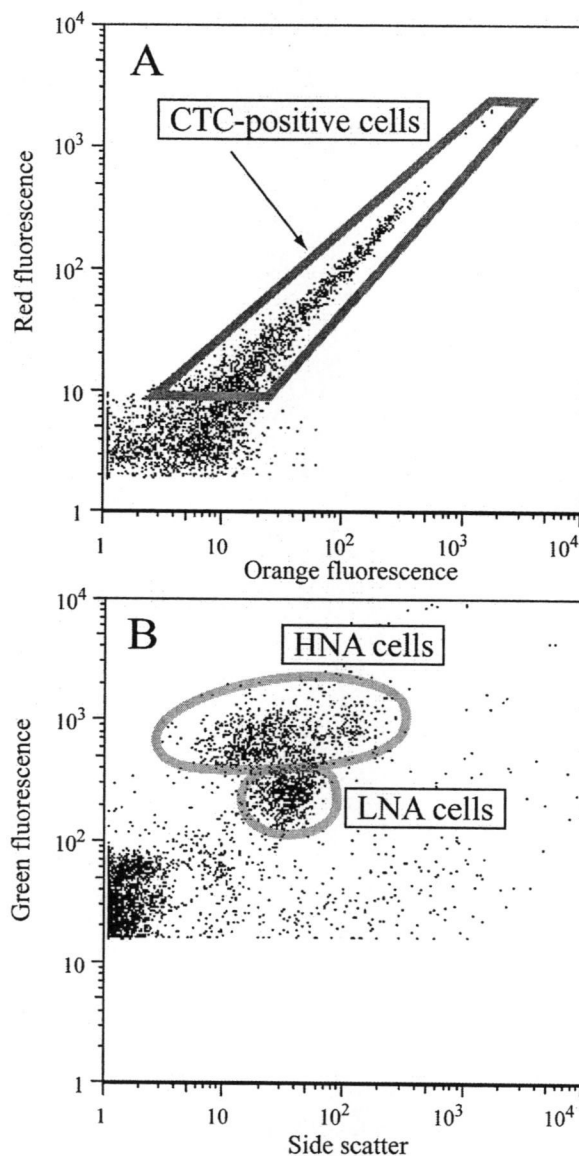 A
CTC-positive cells
Red fluorescence
10⁴
10³
10²
10
1
1 10 10² 10³ 10⁴
Orange fluorescence
B
HNA cells
LNA cells
Green fluorescence
10⁴
10³
10²
10
1
1 10 10² 10³ 10⁴
Side scatter